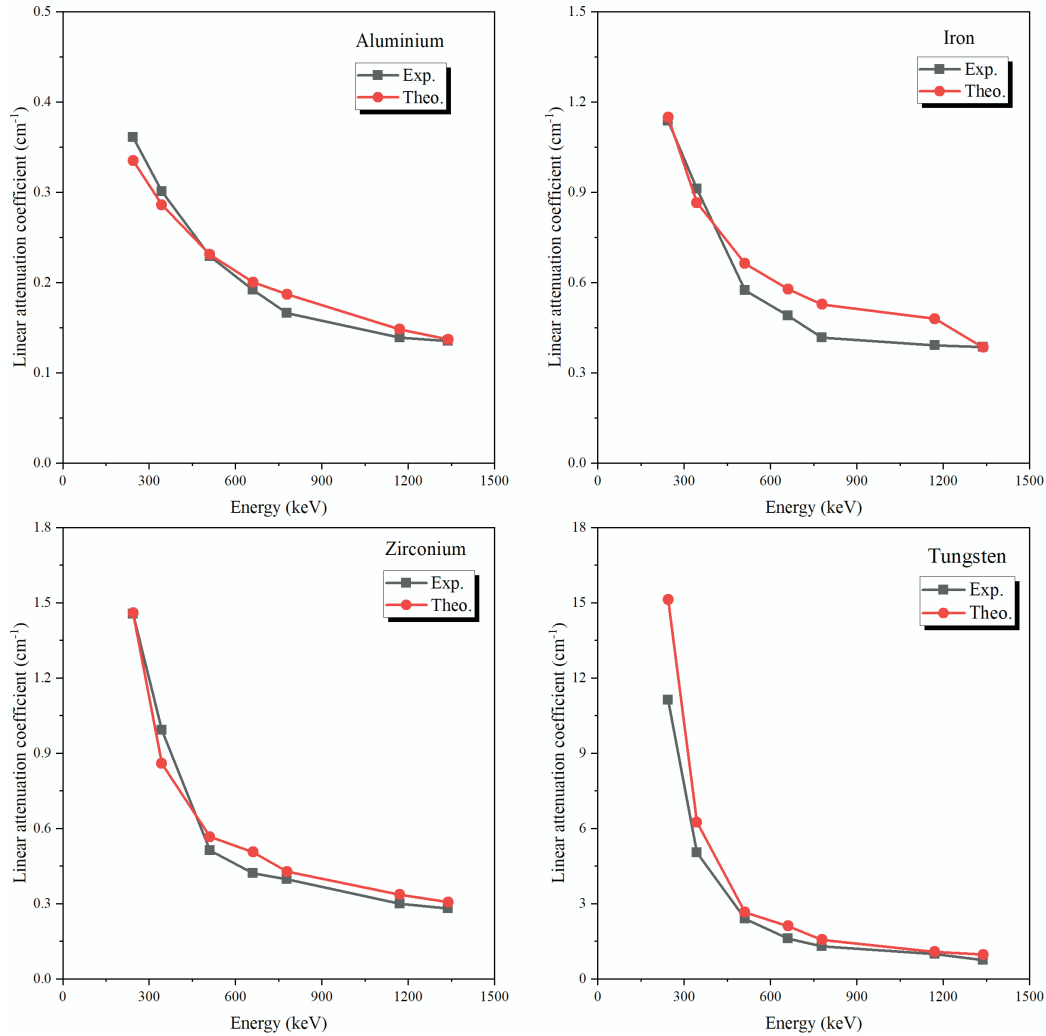 Aluminium
Exp.
Theo.
Linear attenuation coefficient (cm-1)
0.5
0.4
0.3
0.2
0.1
0.0
0
300
600
900
1200
1500
Energy (keV)
Iron
Exp.
Theo.
Linear attenuation coefficient (cm-1)
1.5
1.2
0.9
0.6
0.3
0.0
0
300
600
900
1200
1500
Energy (keV)
Zirconium
Exp.
Theo.
Linear attenuation coefficient (cm-1)
1.8
1.5
1.2
0.9
0.6
0.3
0.0
0
300
600
900
1200
1500
Energy (keV)
Tungsten
Exp.
Theo.
Linear attenuation coefficient (cm-1)
18
15
12
9
6
3
0
0
300
600
900
1200
1500
Energy (keV)